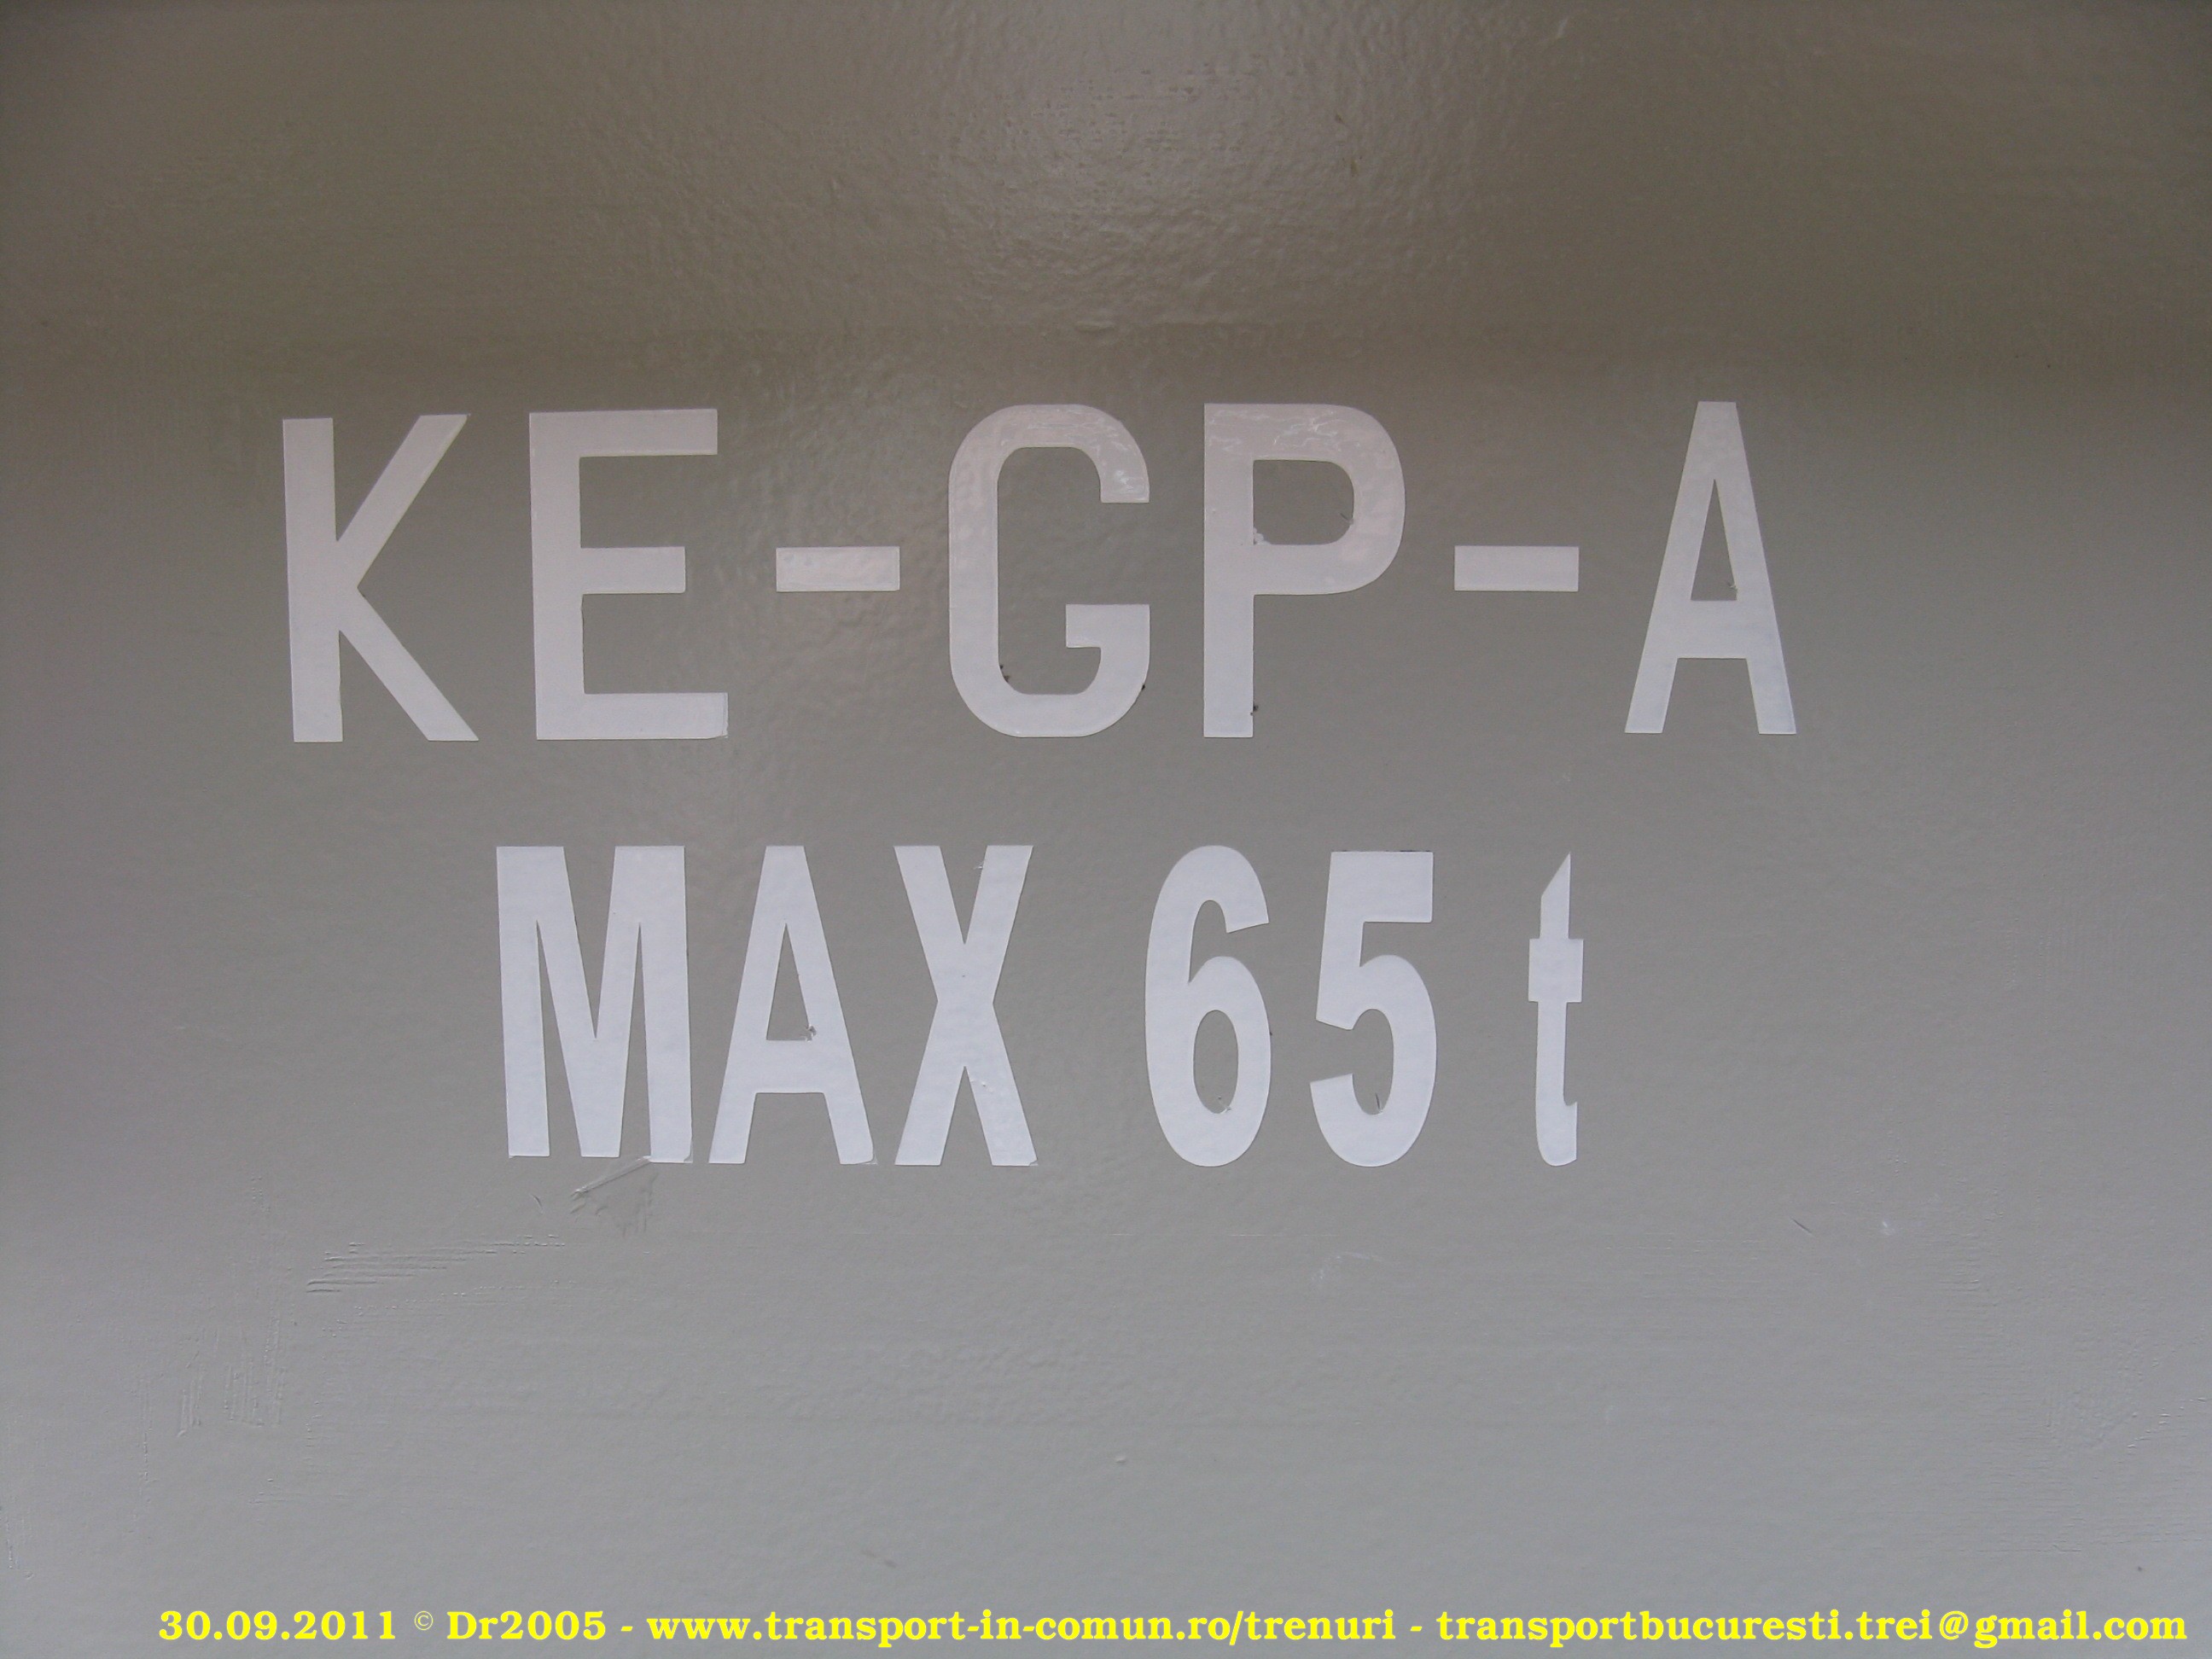 KE-GP-A
MAX 65 t
30.09.2011 © Dr2005 - www.transport-in-comun.ro/trenuri - transportbucuresti.trei@gmail.com